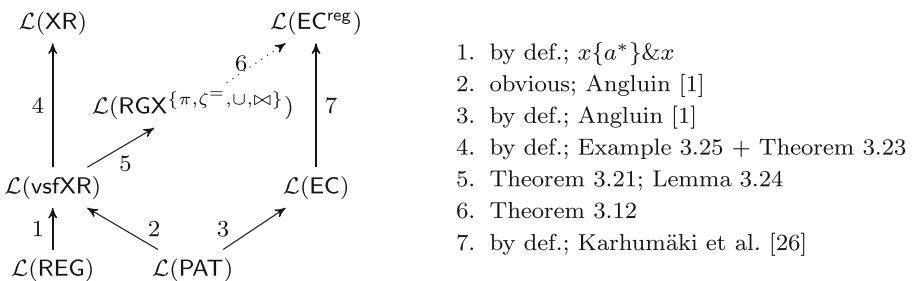 ℒ(XR) ℒ(EC^reg)
6
4 ℒ(RGX^{π,ζ^=,∪,⋈}) 7
5
ℒ(vsfXR) ℒ(EC)
1 2 3
ℒ(REG) ℒ(PAT)
1. by def.; x{a*}&x
2. obvious; Angluin [1]
3. by def.; Angluin [1]
4. by def.; Example 3.25 + Theorem 3.23
5. Theorem 3.21; Lemma 3.24
6. Theorem 3.12
7. by def.; Karhumäki et al. [26]